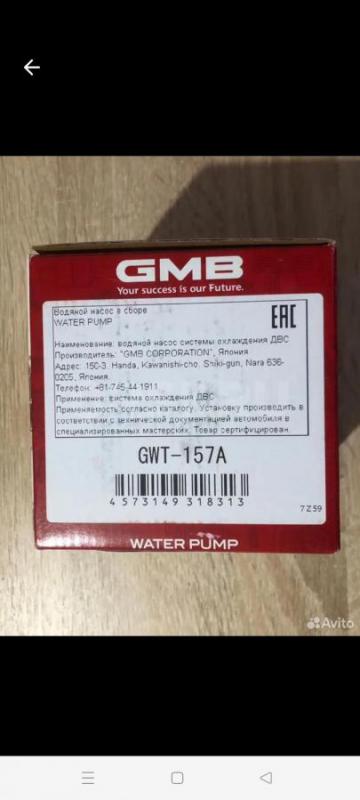 GMB
Your success is our Future.
Водяной насос в сборе
WATER PUMP
EAC
Наименование: водяной насос системы охлаждения ДВС
Производитель: "GMB CORPORATION", Япония
Адрес: 150-3. Handa, Kawanishi-cho, Shiki-gun, Nara 636-
0205, Япония
Телефон: +81-745-44 1911
Применение: система охлаждения ДВС
Применяемость согласно каталогу. Установку производить в
соответствии с технической документацией автомобиля в
специализированных мастерских. Товар сертифицирован.
GWT-157A
4573149318313
7Z59
WATER PUMP
Avito